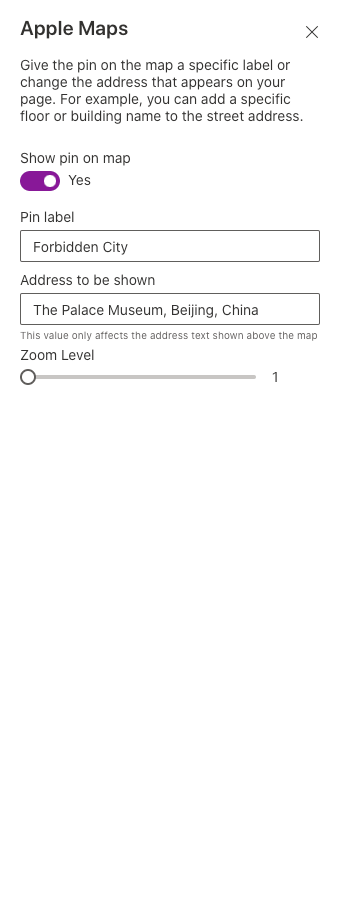 Apple Maps
Give the pin on the map a specific label or
change the address that appears on your
page. For example, you can add a specific
floor or building name to the street address.
Show pin on map
Yes
Pin label
Forbidden City
Address to be shown
The Palace Museum, Beijing, China
This value only affects the address text shown above the map
Zoom Level
1